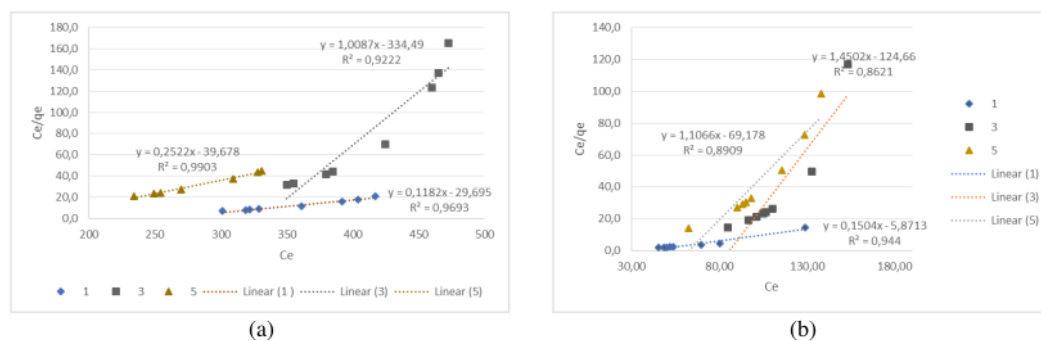 180,0
160,0
140,0
120,0
100,0
80,0
60,0
40,0
20,0
0,0
Ce/qe
y = 1,0087x - 334,49
R² = 0,9222
y = 0,2522x - 39,678
R² = 0,9903
y = 0,1182x - 29,695
R² = 0,9693
200 250 300 350 400 450 500
Ce
1 3 5 Linear (1 ) Linear (3) Linear (5)
(a)
140,0
120,0
100,0
80,0
60,0
40,0
20,0
0,0
Ce/qe
y = 1,4502x - 124,66
R² = 0,8621
y = 1,1066x - 69,178
R² = 0,8909
y = 0,1504x - 5,8713
R² = 0,944
30,00 80,00 130,00 180,00
Ce
1
3
5
Linear (1)
Linear (3)
Linear (5)
(b)